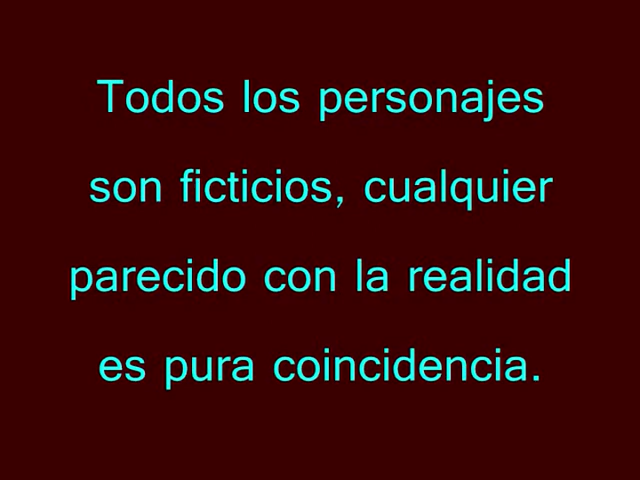 Todos los personajes
son ficticios, cualquier
parecido con la realidad
es pura coincidencia.